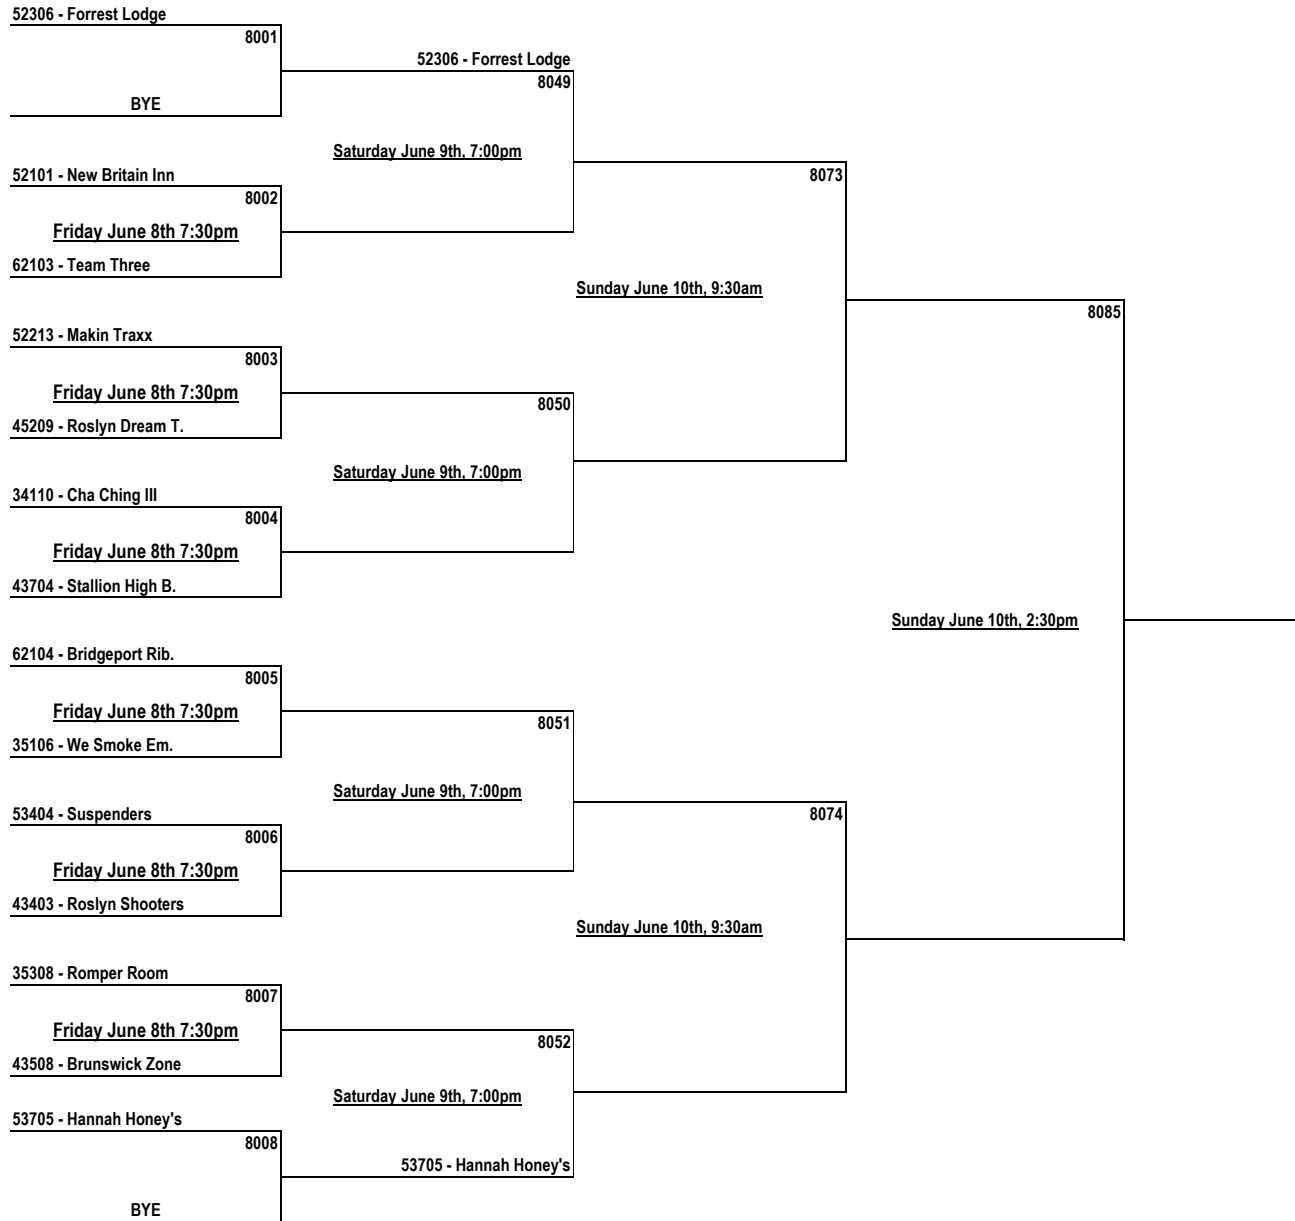 52306 - Forrest Lodge
8001
52306 - Forrest Lodge
8049
BYE
Saturday June 9th, 7:00pm
52101 - New Britain Inn
8073
8002
Friday June 8th 7:30pm
62103 - Team Three
Sunday June 10th, 9:30am
8085
52213 - Makin Traxx
8003
Friday June 8th 7:30pm
8050
45209 - Roslyn Dream T.
Saturday June 9th, 7:00pm
34110 - Cha Ching III
8004
Friday June 8th 7:30pm
43704 - Stallion High B.
Sunday June 10th, 2:30pm
62104 - Bridgeport Rib.
8005
Friday June 8th 7:30pm
8051
35106 - We Smoke Em.
Saturday June 9th, 7:00pm
53404 - Suspenders
8074
8006
Friday June 8th 7:30pm
43403 - Roslyn Shooters
Sunday June 10th, 9:30am
35308 - Romper Room
8007
Friday June 8th 7:30pm
8052
43508 - Brunswick Zone
Saturday June 9th, 7:00pm
53705 - Hannah Honey's
8008
53705 - Hannah Honey's
BYE